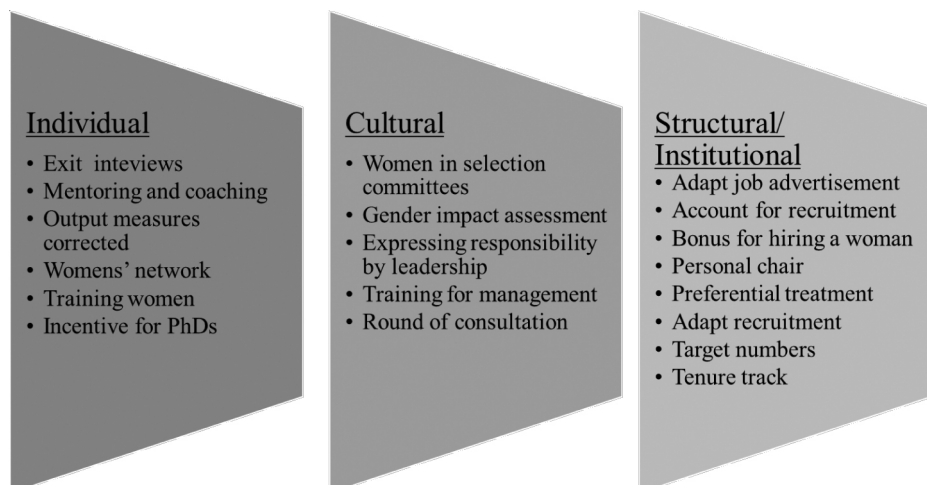 Individual
• Exit inteviews
• Mentoring and coaching
• Output measures
corrected
• Womens’ network
• Training women
• Incentive for PhDs
Cultural
• Women in selection
committees
• Gender impact assessment
• Expressing responsibility
by leadership
• Training for management
• Round of consultation
Structural/
Institutional
• Adapt job advertisement
• Account for recruitment
• Bonus for hiring a woman
• Personal chair
• Preferential treatment
• Adapt recruitment
• Target numbers
• Tenure track